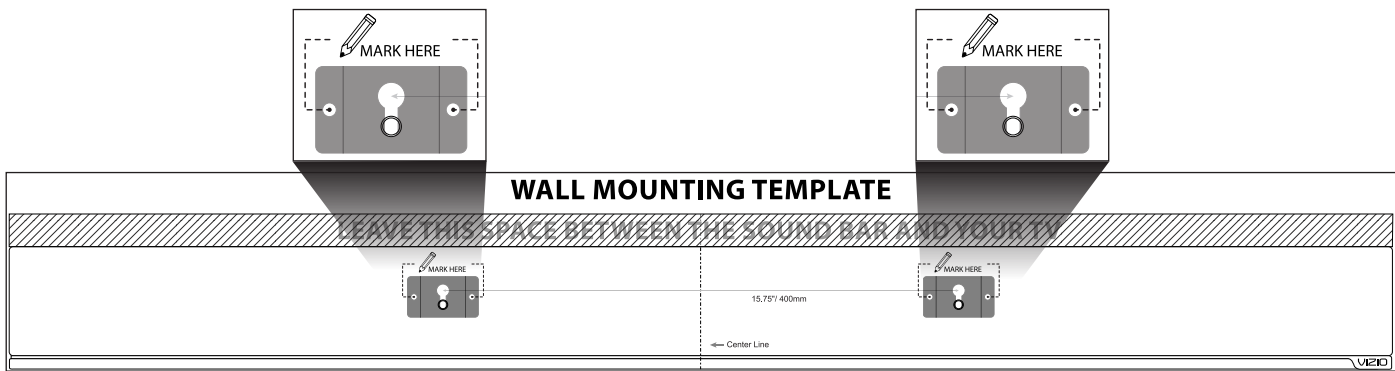 MARK HERE
MARK HERE
WALL MOUNTING TEMPLATE
LEAVE THIS SPACE BETWEEN THE SOUND BAR AND YOUR TV
MARK HERE
MARK HERE
15.75"/ 400mm
Center Line
VIZIO